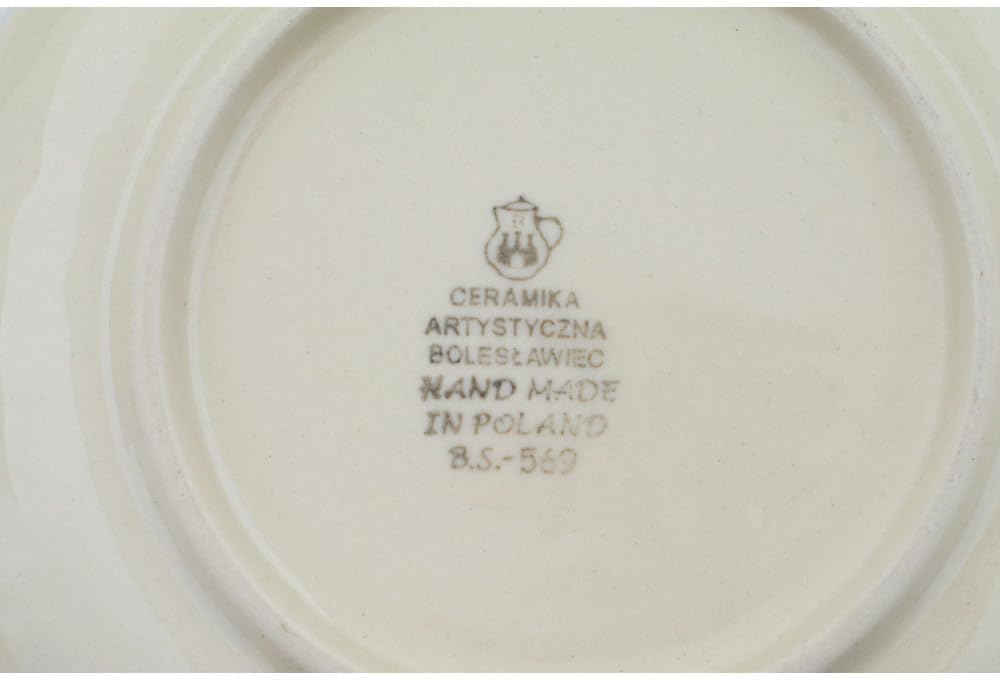 CERAMIKA
ARTYSTYCZNA
BOLESŁAWIEC
HAND MADE
IN POLAND
B.S.-569